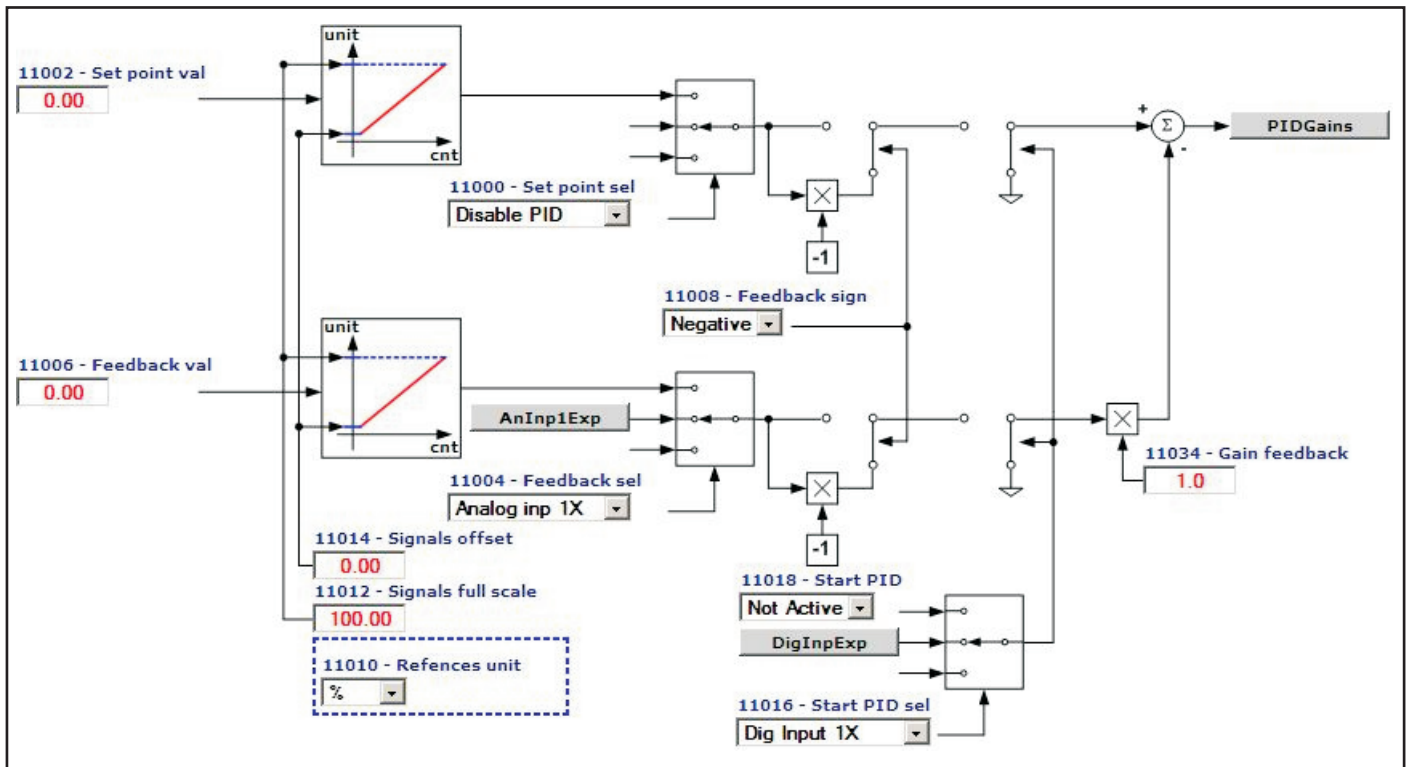 unit
11002 - Set point val
0.00
cnt
+
Σ
-
PIDGains
11000 - Set point sel
Disable PID
-1
11008 - Feedback sign
Negative
unit
11006 - Feedback val
0.00
AnInp1Exp
cnt
11004 - Feedback sel
Analog inp 1X
-1
11034 - Gain feedback
1.0
11014 - Signals offset
0.00
11012 - Signals full scale
100.00
11010 - Refences unit
%
11018 - Start PID
Not Active
DigInpExp
11016 - Start PID sel
Dig Input 1X